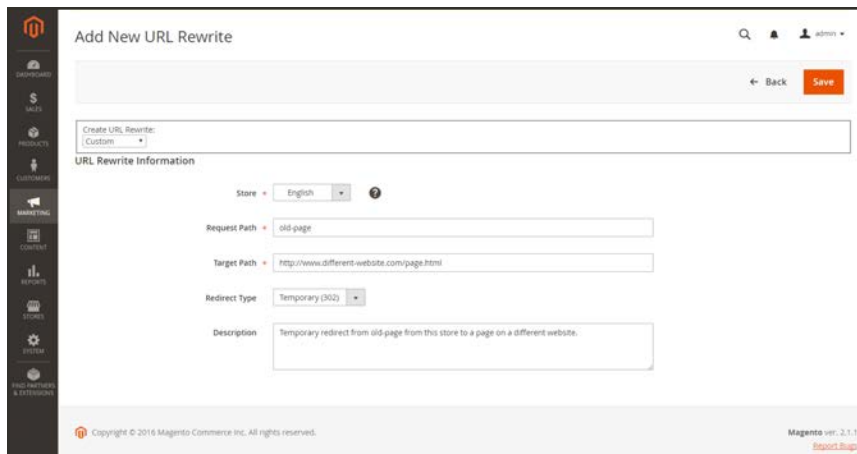 Add New URL Rewrite
admin
← Back
Save
DASHBOARD
SALES
PRODUCTS
CUSTOMERS
MARKETING
CONTENT
REPORTS
STORES
SYSTEM
FIND PARTNERS
& EXTENSIONS
Create URL Rewrite:
Custom
URL Rewrite Information
Store * English
Request Path * old-page
Target Path * http://www.different-website.com/page.html
Redirect Type Temporary (302)
Description Temporary redirect from old-page from this store to a page on a different website.
Copyright © 2016 Magento Commerce Inc. All rights reserved.
Magento ver. 2.1.1
Report Bugs